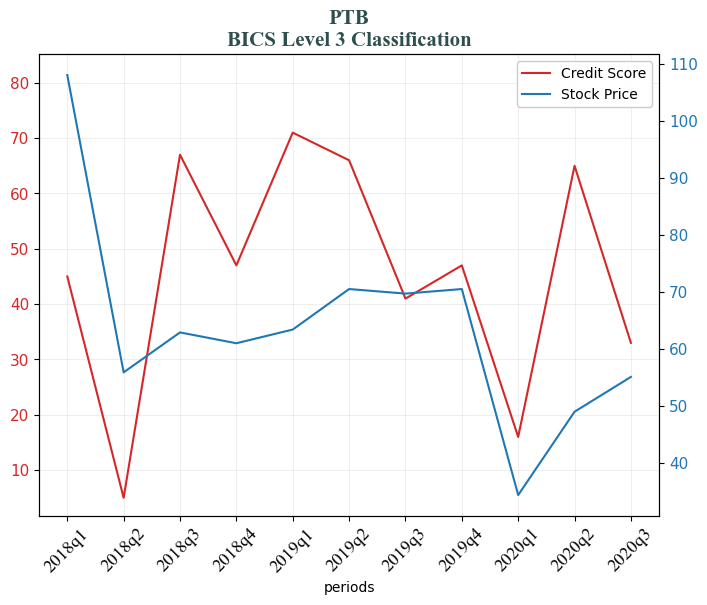 PTB
BICS Level 3 Classification
Credit Score
Stock Price
80
70
60
50
40
30
20
10
110
100
90
80
70
60
50
40
2018q1
2018q2
2018q3
2018q4
2019q1
2019q2
2019q3
2019q4
2020q1
2020q2
2020q3
periods